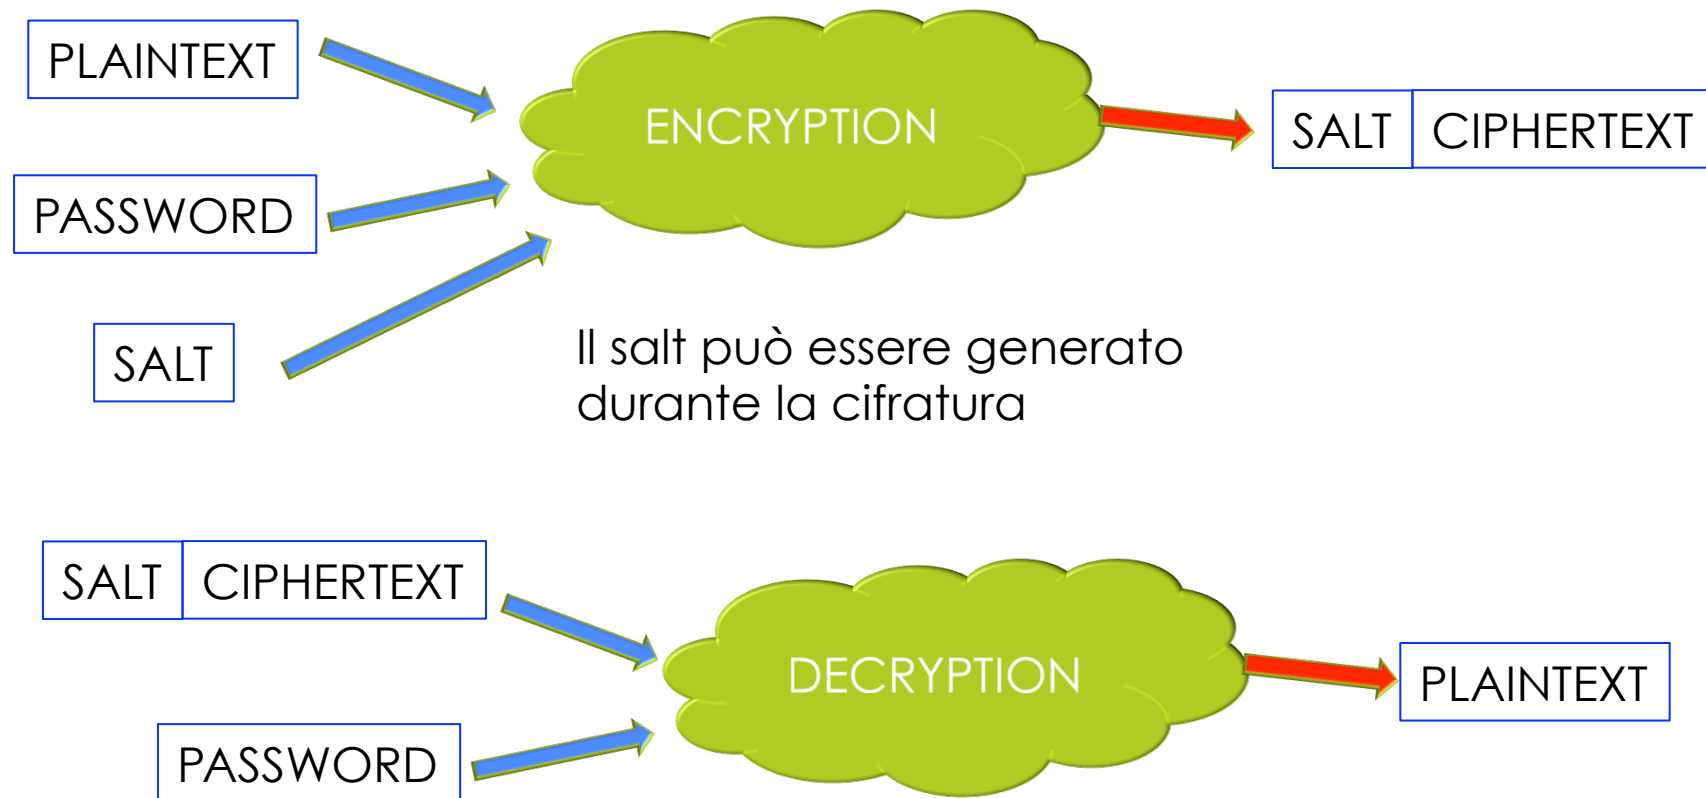 PLAINTEXT
ENCRYPTION
SALT CIPHERTEXT
PASSWORD
SALT
Il salt può essere generato
durante la cifratura
SALT CIPHERTEXT
DECRYPTION
PLAINTEXT
PASSWORD